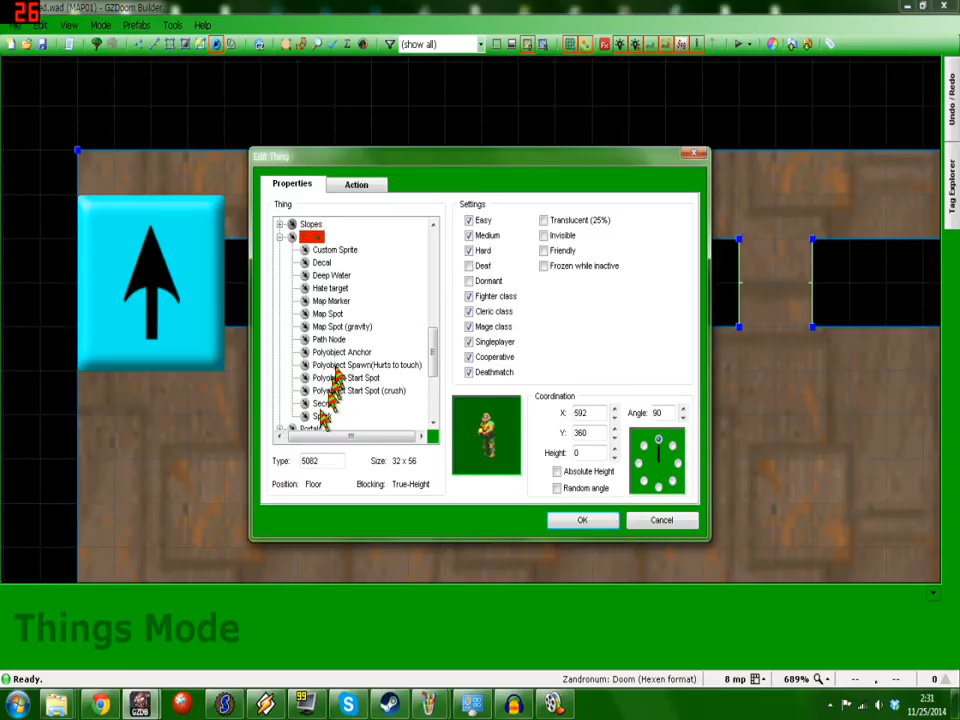 26
ed.wad (MAP01) - GZDoom Builder
Edit View Mode Prefabs Tools Help
(show all)
Undo / Redo
Tag Explorer
Edit Thing
Properties Action
Thing
Slopes
Custom Sprite
Decal
Deep Water
Hate target
Map Marker
Map Spot
Map Spot (gravity)
Path Node
Polyobject Anchor
Polyobject Spawn(Hurts to touch)
Start Spot
Start Spot (crush)
Type: 5082 Size: 32 x 56
Position: Floor Blocking: True-Height
Settings
Easy Translucent (25%)
Medium Invisible
Hard Friendly
Deaf Frozen while inactive
Dormant
Fighter class
Cleric class
Mage class
Singleplayer
Cooperative
Deathmatch
Coordination
X: 592 Angle: 90
Y: 360
Height: 0
Absolute Height
Random angle
OK Cancel
Things Mode
Ready. Zandronum: Doom (Hexen format) 8 mp 689% -- , -- 0
GZDB
99
2:31
11/25/2014